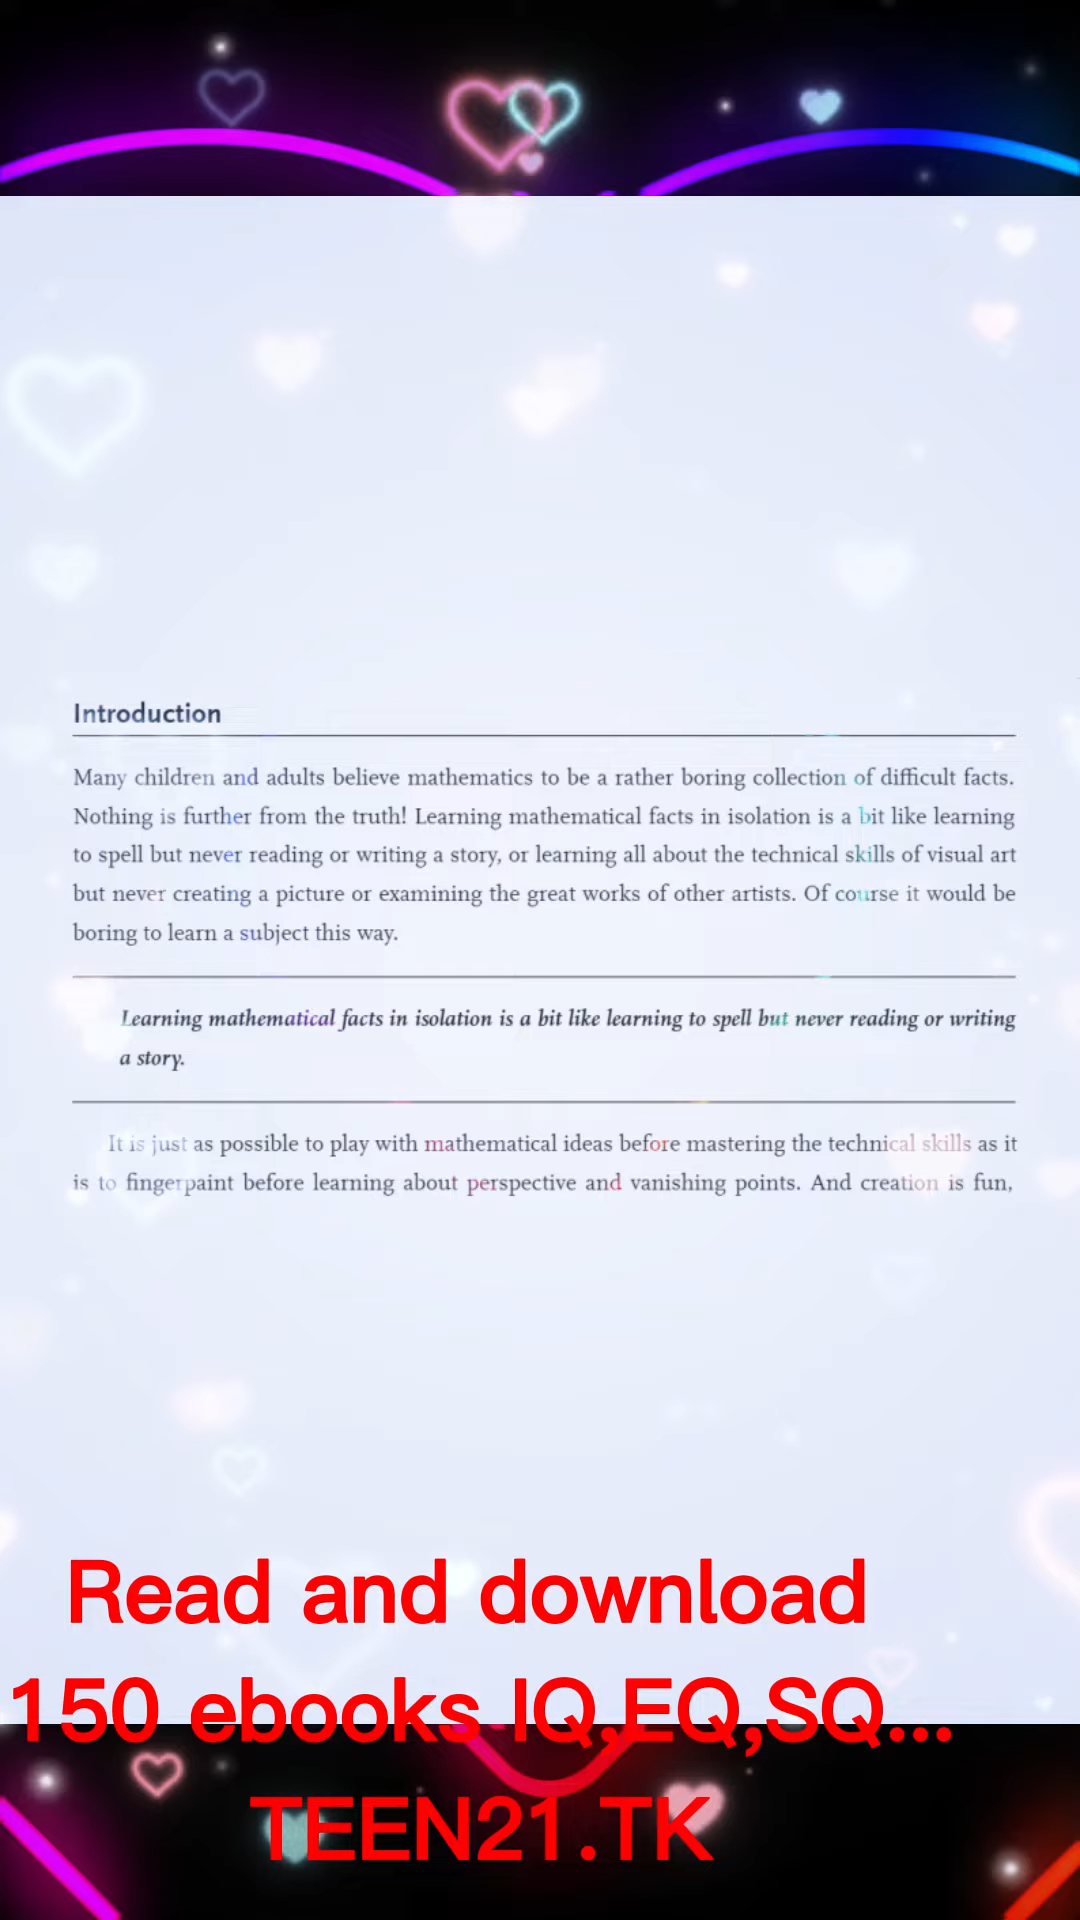 Introduction
Many children and adults believe mathematics to be a rather boring collection of difficult facts.
Nothing is further from the truth! Learning mathematical facts in isolation is a bit like learning
to spell but never reading or writing a story, or learning all about the technical skills of visual art
but never creating a picture or examining the great works of other artists. Of course it would be
boring to learn a subject this way.
Learning mathematical facts in isolation is a bit like learning to spell but never reading or writing
a story.
It is just as possible to play with mathematical ideas before mastering the technical skills as it
is to fingerpaint before learning about perspective and vanishing points. And creation is fun,
Read and download
150 ebooks IQ,EQ,SQ...
TEEN21.TK